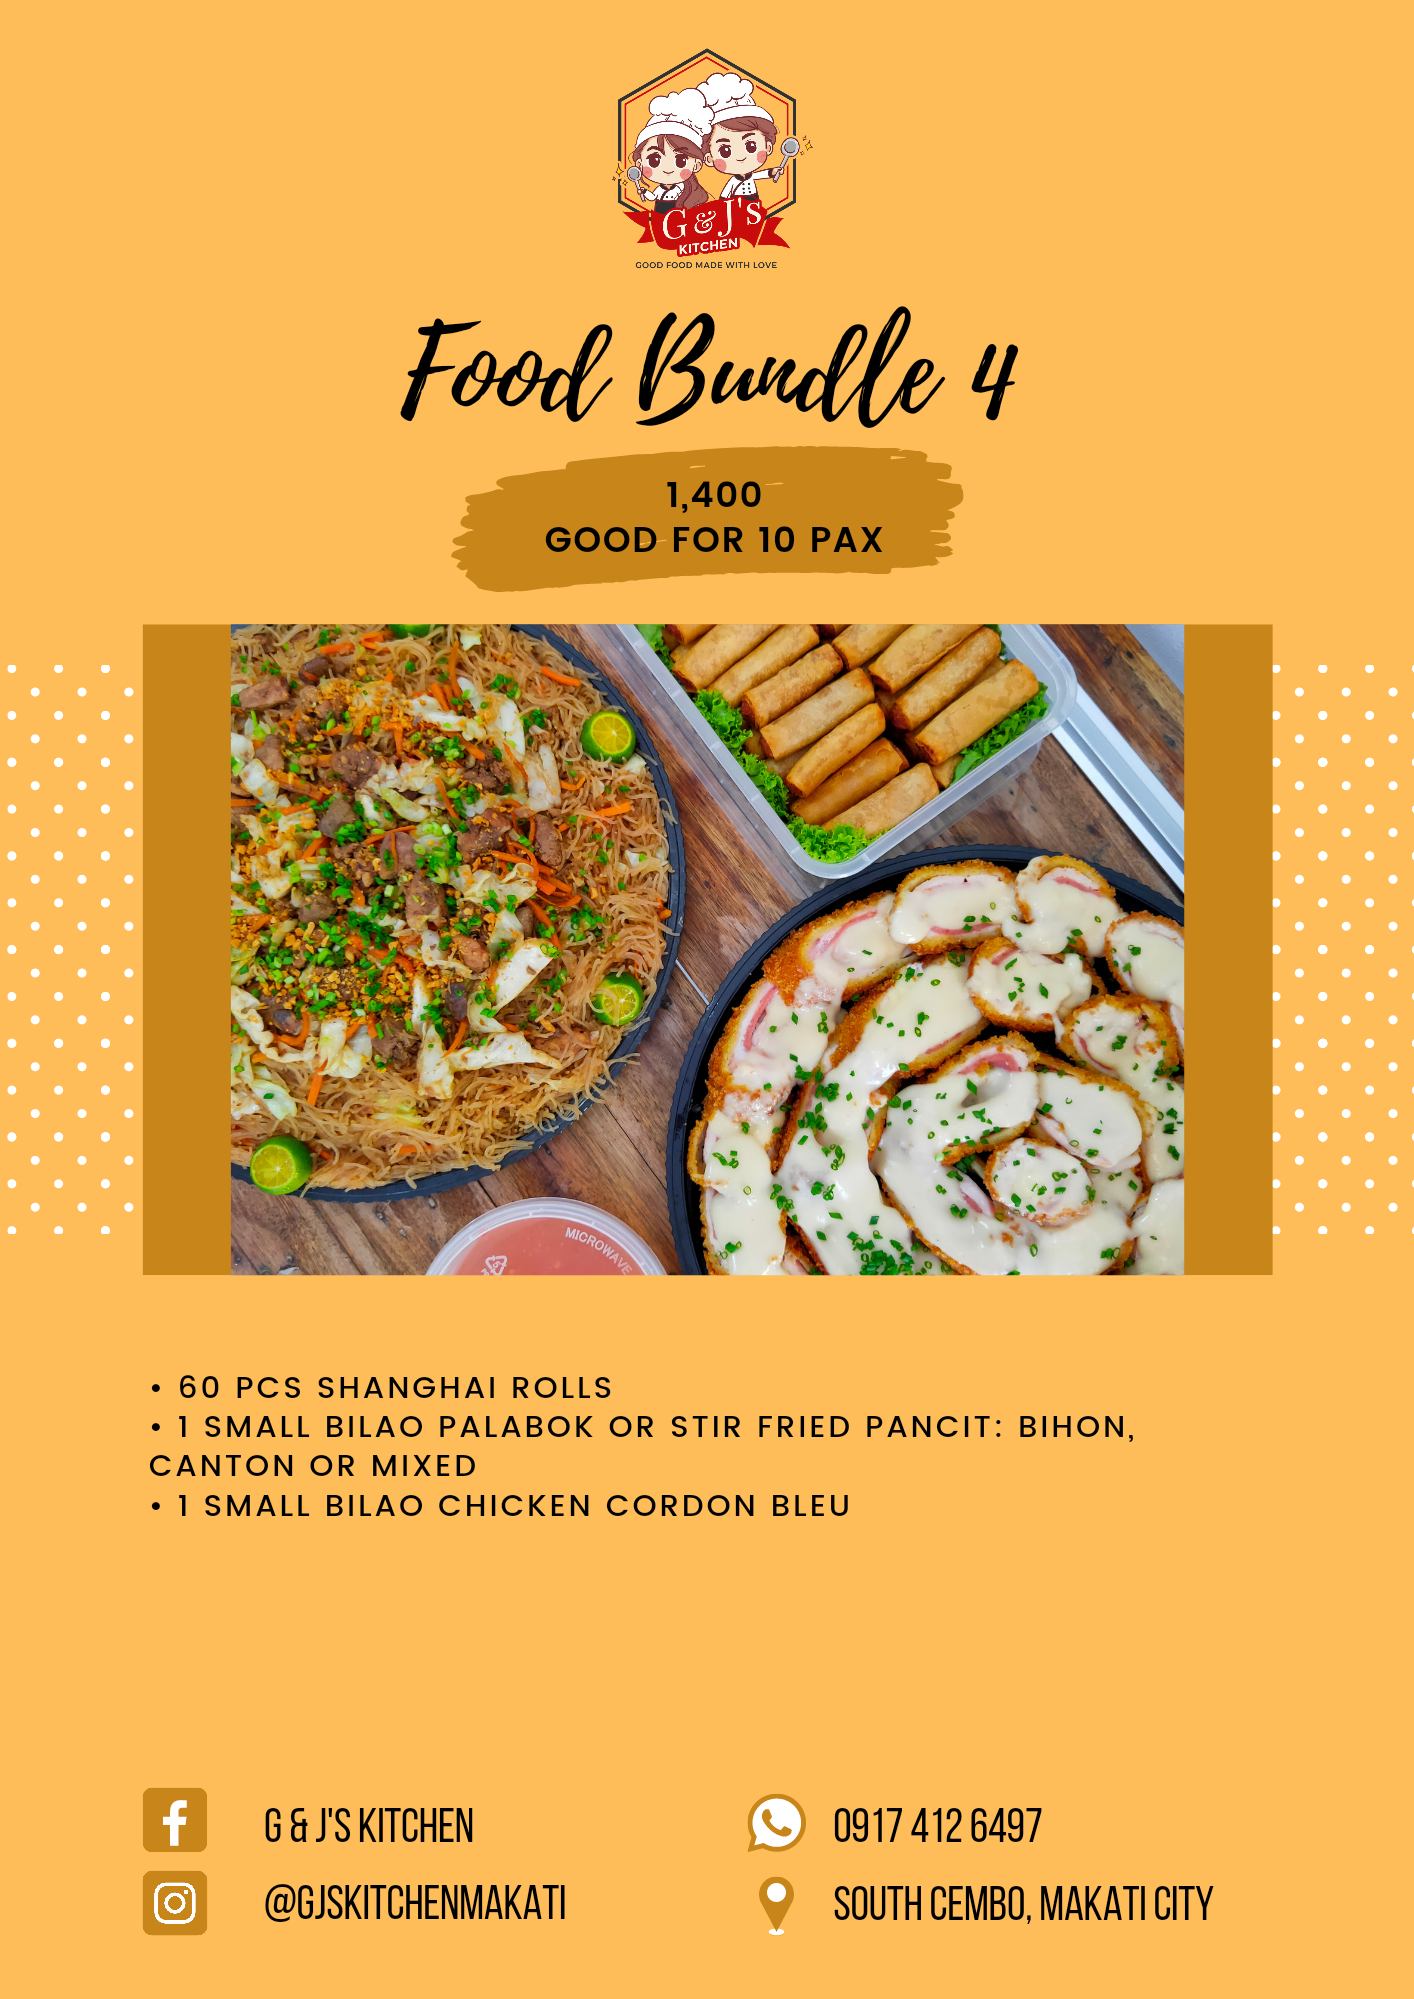 G & J's
KITCHEN
GOOD FOOD MADE WITH LOVE
Food Bundle 4
1,400
GOOD FOR 10 PAX
MICROWAVE
• 60 PCS SHANGHAI ROLLS
• 1 SMALL BILAO PALABOK OR STIR FRIED PANCIT: BIHON,
CANTON OR MIXED
• 1 SMALL BILAO CHICKEN CORDON BLEU
G & J'S KITCHEN
0917 412 6497
@GJSKITCHENMAKATI
SOUTH CEMBO, MAKATI CITY